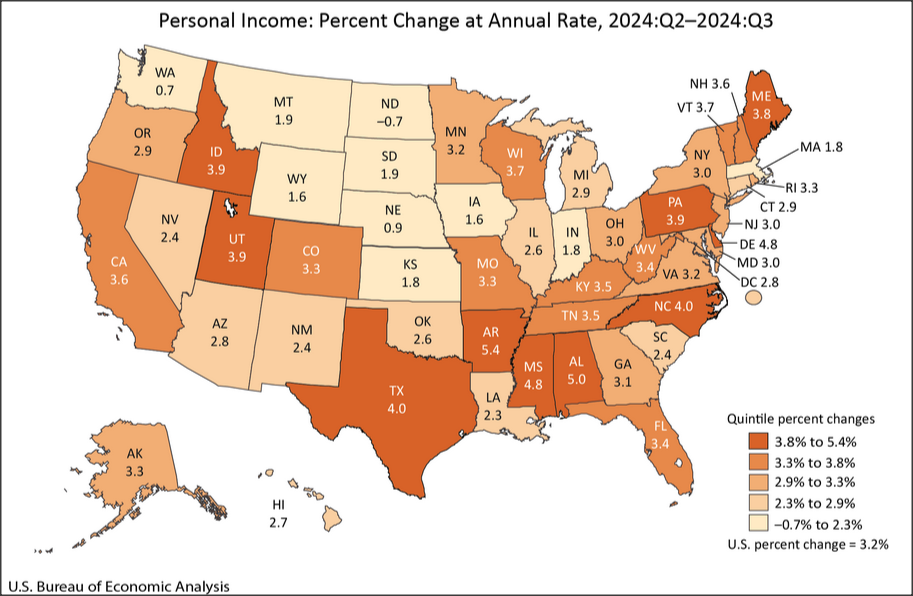 Personal Income: Percent Change at Annual Rate, 2024:Q2–2024:Q3
WA
0.7
MT
1.9
ND
–0.7
MN
3.2
OR
2.9
ID
3.9
SD
1.9
WI
3.7
MI
2.9
NY
3.0
NH 3.6
VT 3.7
ME
3.8
MA 1.8
RI 3.3
CT 2.9
NJ 3.0
DE 4.8
MD 3.0
DC 2.8
WY
1.6
NE
0.9
IA
1.6
IL
2.6
IN
1.8
OH
3.0
PA
3.9
NV
2.4
UT
3.9
CO
3.3
KS
1.8
MO
3.3
WV
3.4
VA 3.2
KY 3.5
CA
3.6
AZ
2.8
NM
2.4
OK
2.6
AR
5.4
TN 3.5
NC 4.0
SC
2.4
TX
4.0
LA
2.3
MS
4.8
AL
5.0
GA
3.1
FL
3.4
AK
3.3
HI
2.7
Quintile percent changes
3.8% to 5.4%
3.3% to 3.8%
2.9% to 3.3%
2.3% to 2.9%
–0.7% to 2.3%
U.S. percent change = 3.2%
U.S. Bureau of Economic Analysis